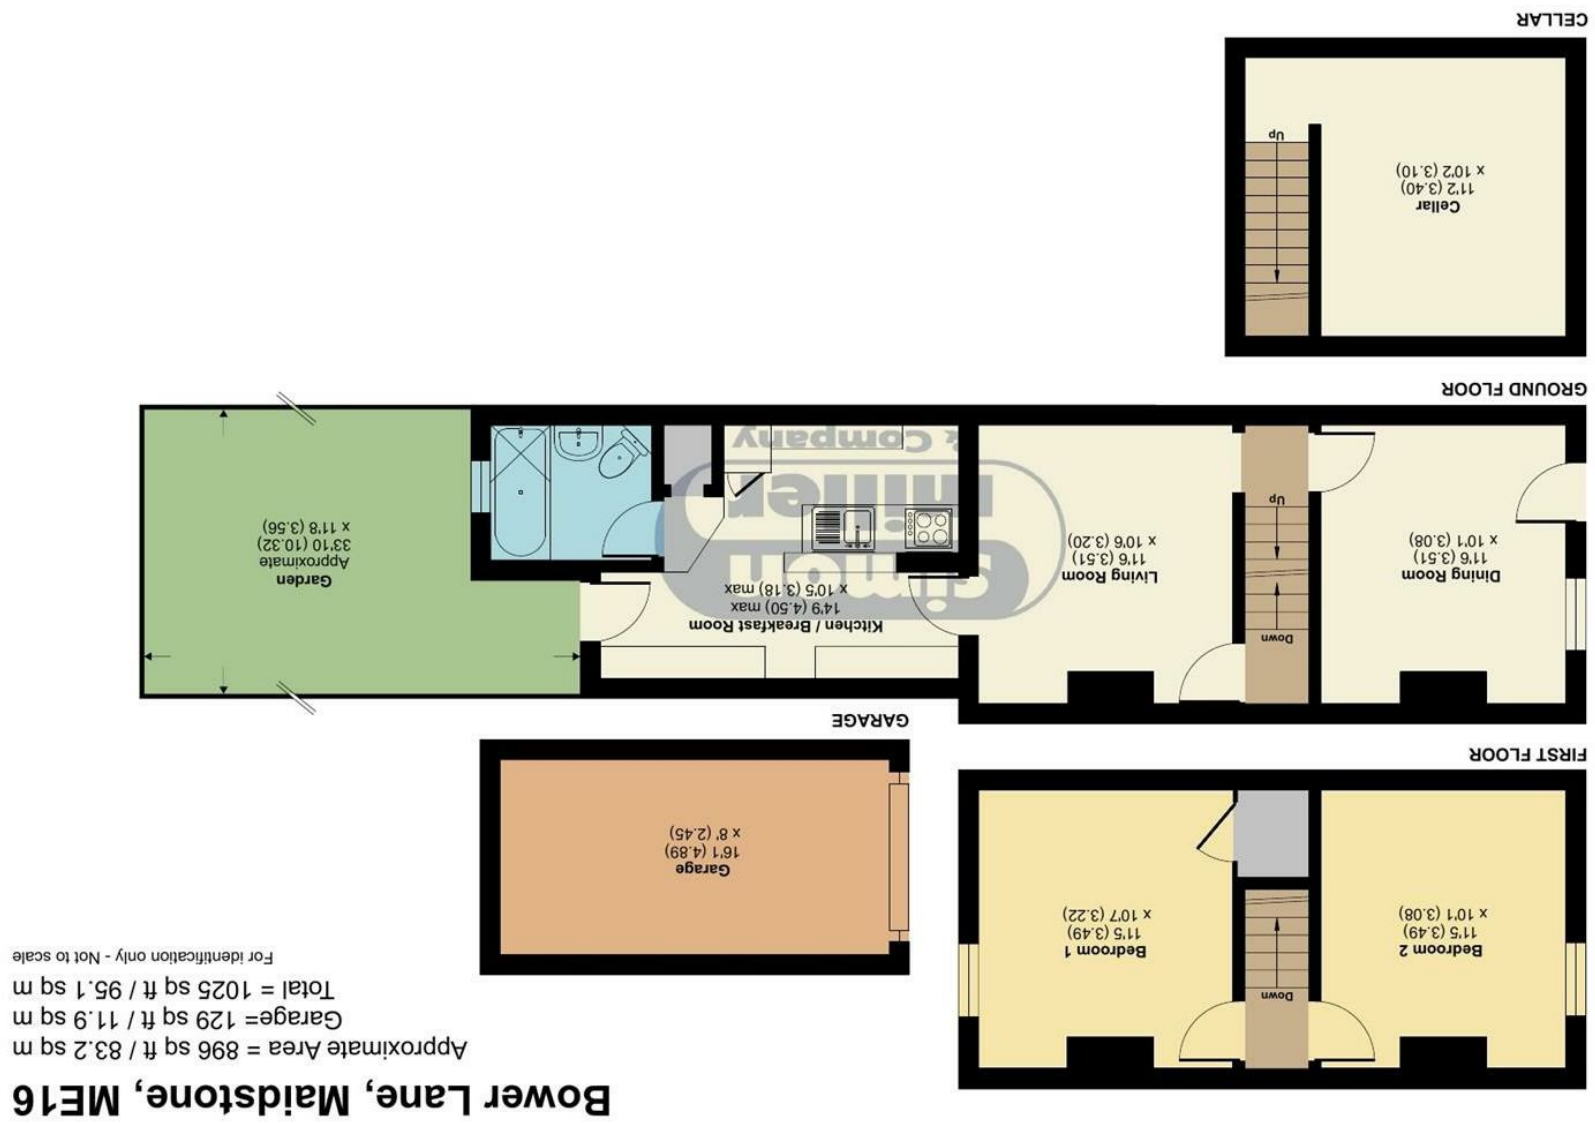 Bower Lane, Maidstone, ME16
Approximate Area = 896 sq ft / 83.2 sq m
Garage= 129 sq ft / 11.9 sq m
Total = 1025 sq ft / 95.1 sq m
For identification only - Not to scale
Down
Bedroom 2
11'5 (3.49)
x 10'1 (3.08)
Bedroom 1
11'5 (3.49)
x 10'7 (3.22)
FIRST FLOOR
Garage
16'1 (4.89)
x 8' (2.45)
GARAGE
Down
Up
Dining Room
11'6 (3.51)
x 10'1 (3.08)
Living Room
11'6 (3.51)
x 10'6 (3.20)
Kitchen / Breakfast Room
14'9 (4.50) max
x 10'5 (3.18) max
Garden
Approximate
33'10 (10.32)
x 11'8 (3.56)
simon
miller
& Company
GROUND FLOOR
Cellar
11'2 (3.40)
x 10'2 (3.10)
Up
CELLAR